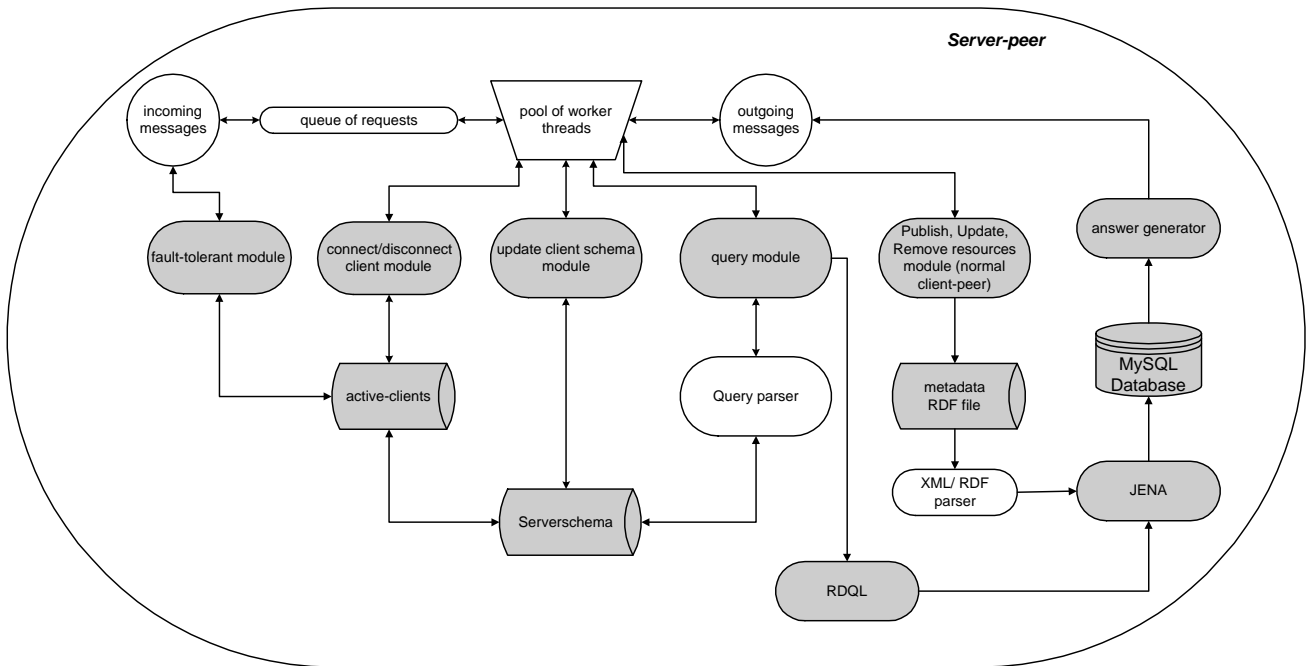 Server-peer
incoming
messages
queue of requests
pool of worker
threads
outgoing
messages
fault-tolerant module
connect/disconnect
client module
update client schema
module
query module
Publish, Update,
Remove resources
module (normal
client-peer)
answer generator
active-clients
Query parser
metadata
RDF file
MySQL
Database
Serverschema
XML/ RDF
parser
JENA
RDQL